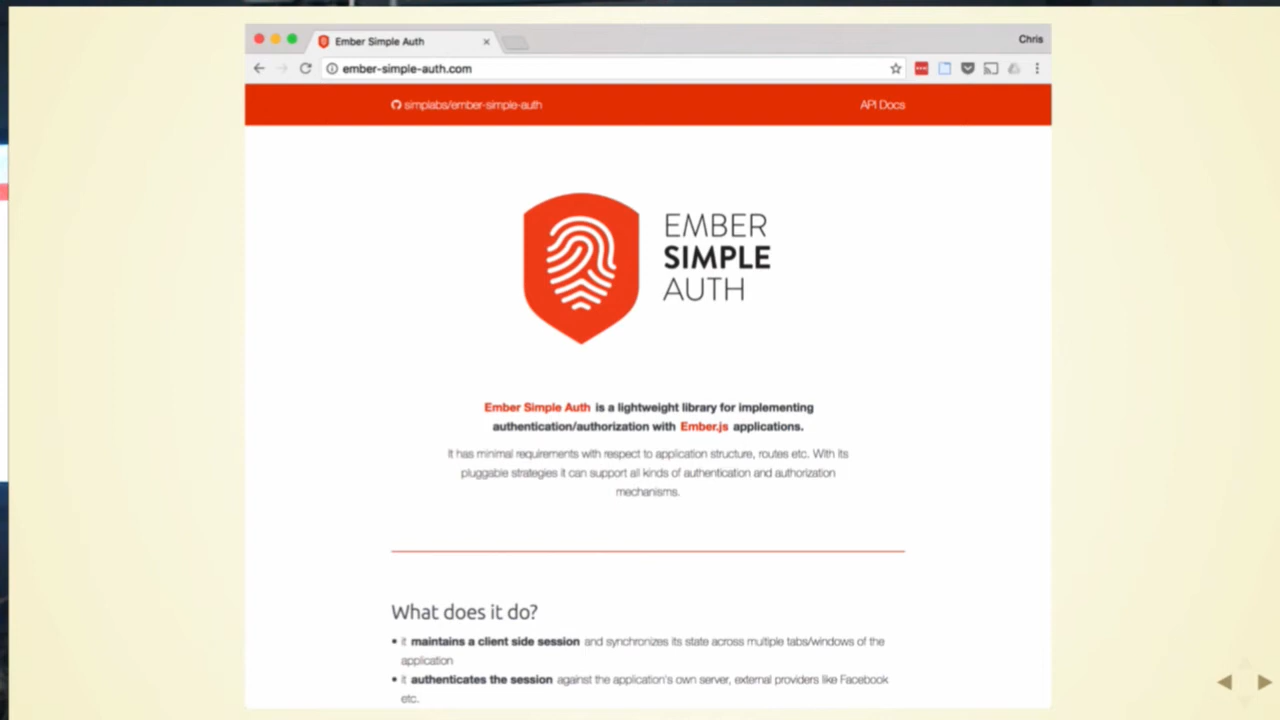 Ember Simple Auth
Chris
ember-simple-auth.com
simplabs/ember-simple-auth
API Docs
EMBER
SIMPLE
AUTH
Ember Simple Auth is a lightweight library for implementing
authentication/authorization with Ember.js applications.
It has minimal requirements with respect to application structure, routes etc. With its
pluggable strategies it can support all kinds of authentication and authorization
mechanisms.
What does it do?
• it maintains a client side session and synchronizes its state across multiple tabs/windows of the
application
• it authenticates the session against the application's own server, external providers like Facebook
etc.